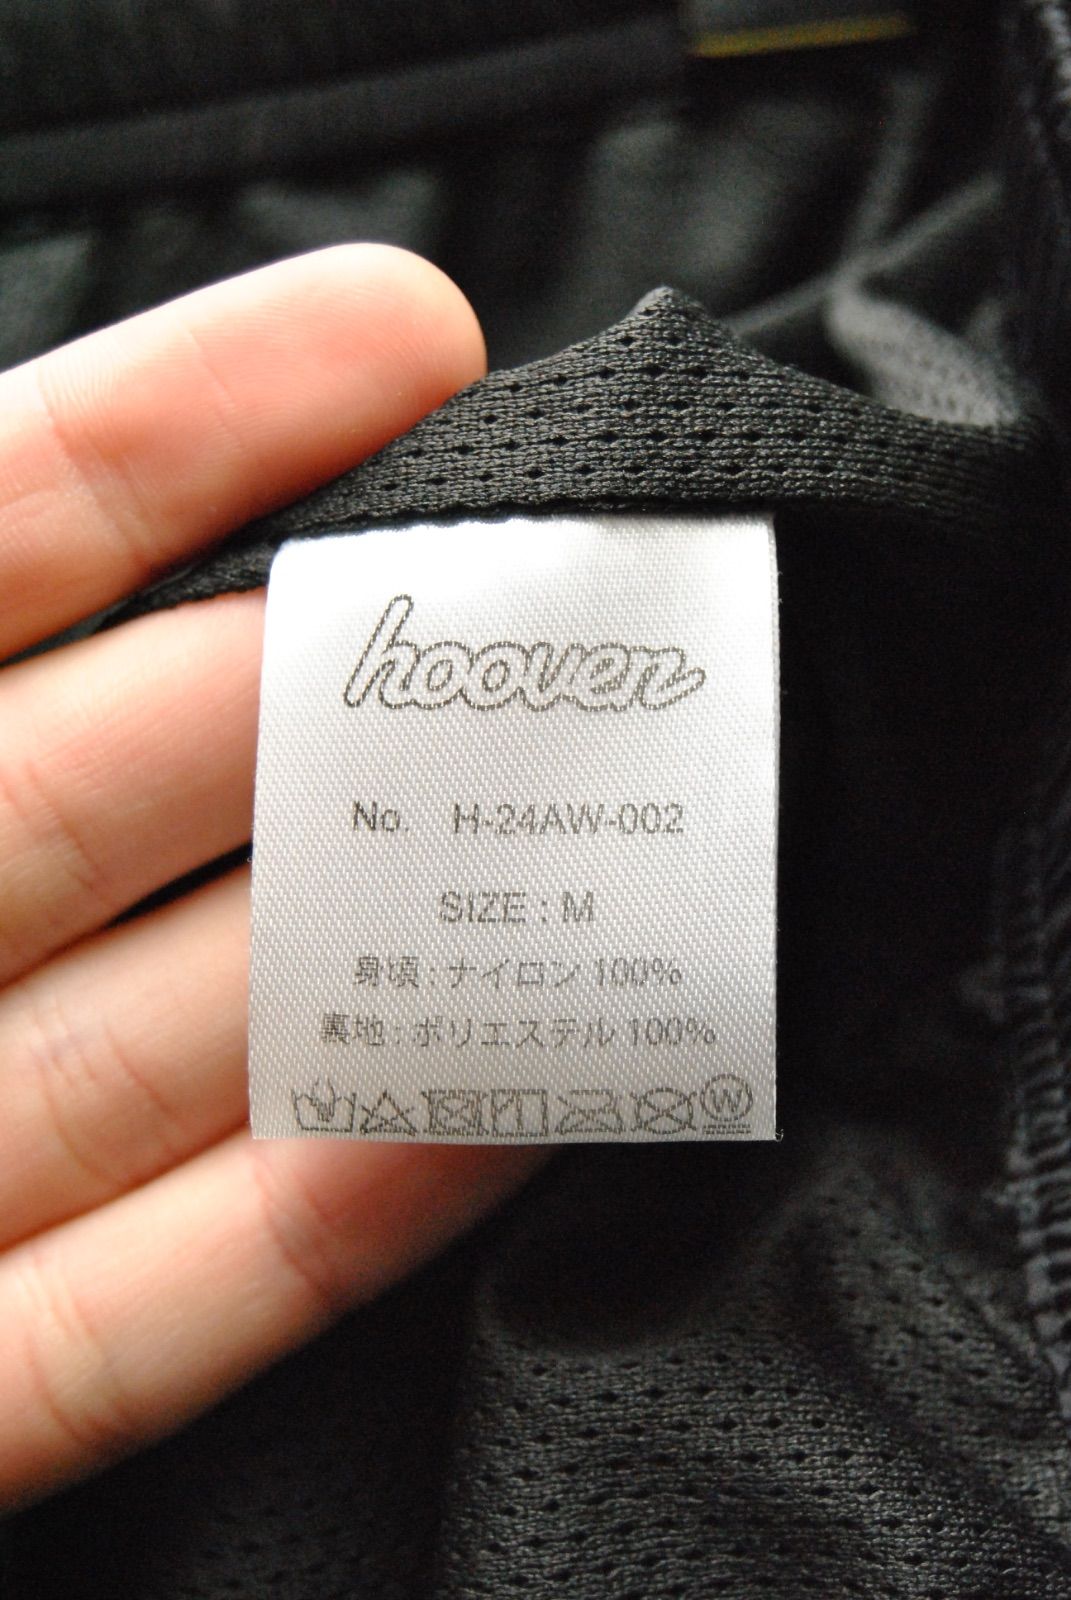 hooven
No. H-24AW-002
SIZE : M
身頃 : ナイロン 100%
裏地 : ポリエステル 100%
W